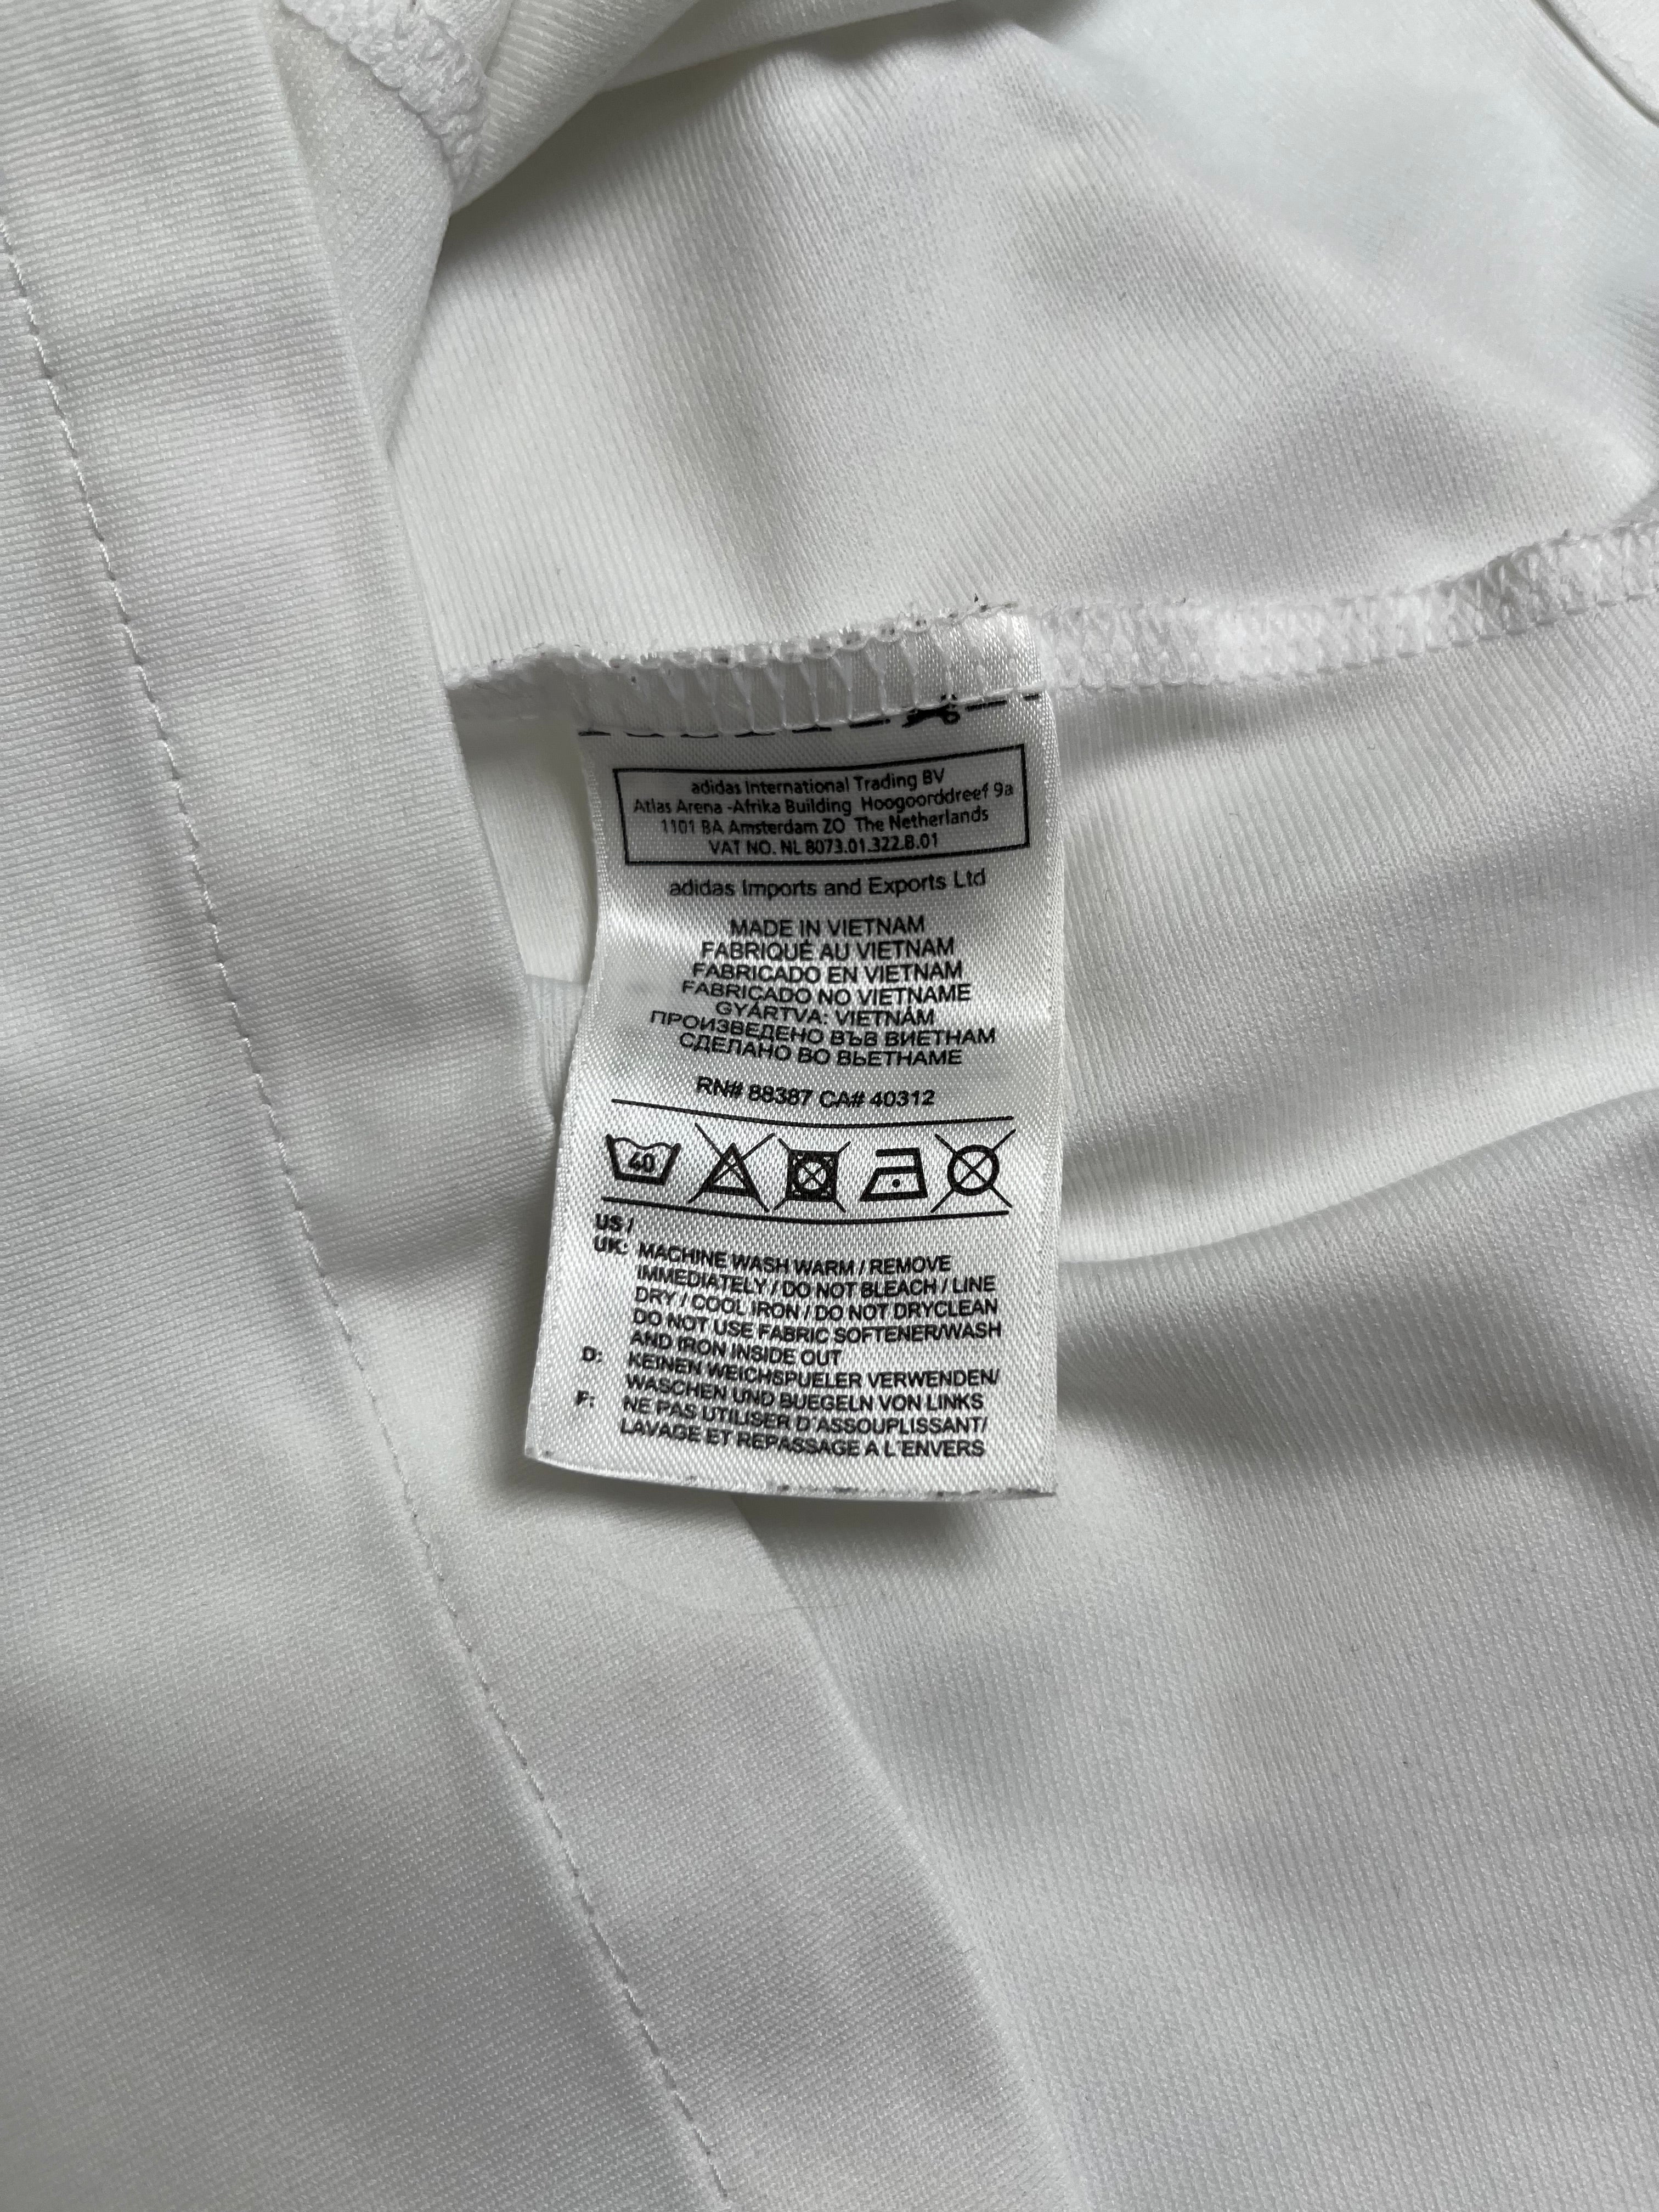 adidas International Trading BV
Atlas Arena -Afrika Building Hoogoorddreef 9a
1101 BA Amsterdam ZO The Netherlands
VAT NO. NL 8073.01.322.B.01
adidas Imports and Exports Ltd
MADE IN VIETNAM
FABRIQUÉ AU VIETNAM
FABRICADO EN VIETNAM
FABRICADO NO VIETNAME
GYÁRTVA: VIETNÁM
ПРОИЗВЕДЕНО ВЪВ ВИЕТНАМ
СДЕЛАНО ВО ВЬЕТНАМЕ
RN# 88387 CA# 40312
40
US /
UK: MACHINE WASH WARM / REMOVE
IMMEDIATELY / DO NOT BLEACH / LINE
DRY / COOL IRON / DO NOT DRYCLEAN
DO NOT USE FABRIC SOFTENER/WASH
AND IRON INSIDE OUT
D: KEINEN WEICHSPUELER VERWENDEN/
WASCHEN UND BUEGELN VON LINKS
F: NE PAS UTILISER D'ASSOUPLISSANT/
LAVAGE ET REPASSAGE A L'ENVERS